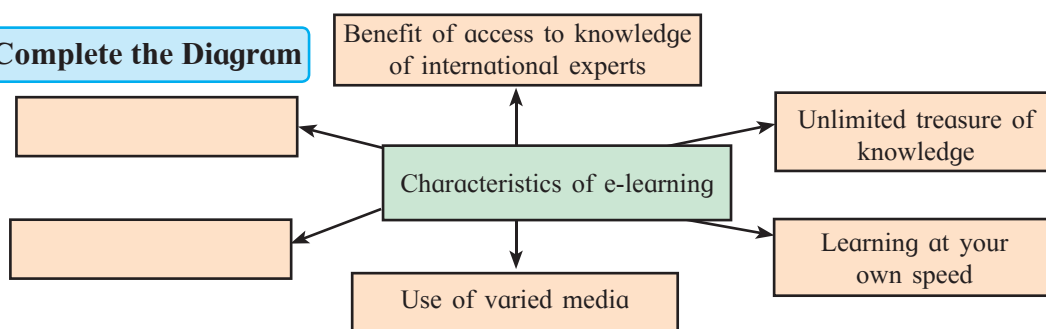 Complete the Diagram
Benefit of access to knowledge
of international experts
Unlimited treasure of
knowledge
Characteristics of e-learning
Learning at your
own speed
Use of varied media